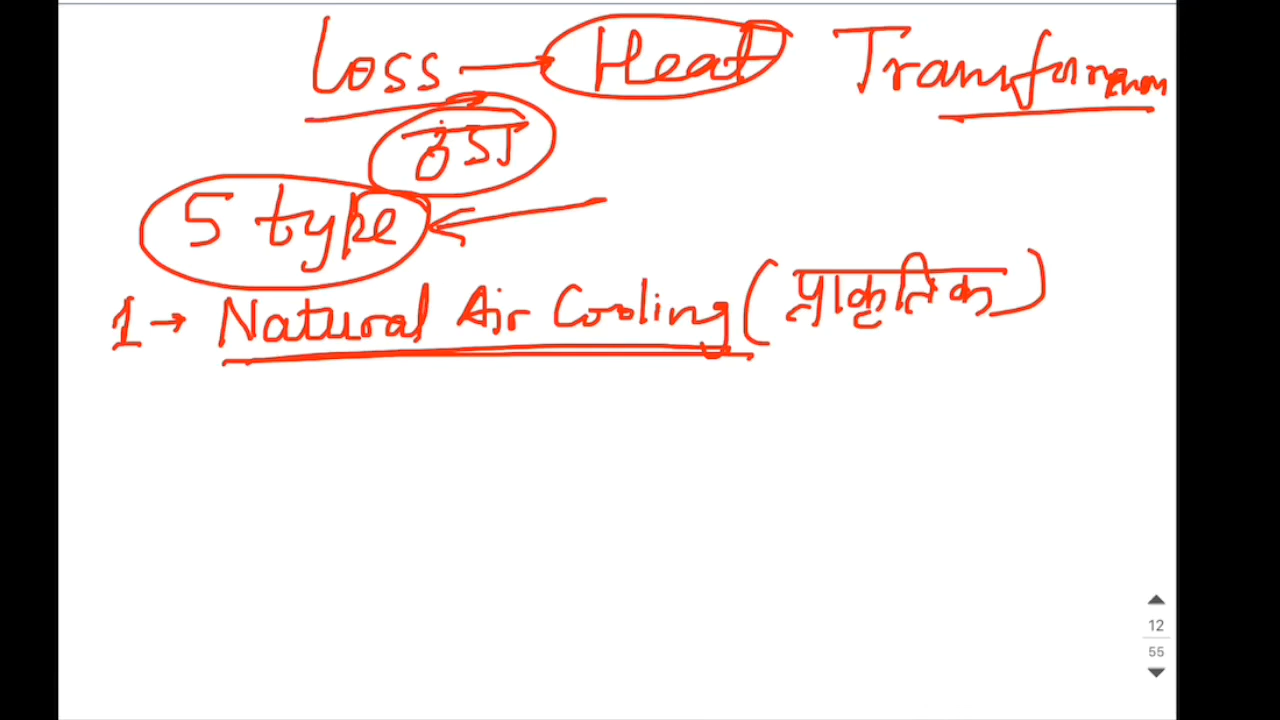 Loss → Heat Transformer
ठंडा
5 type ←
1 → Natural Air Cooling (प्राकृतिक)
12
55